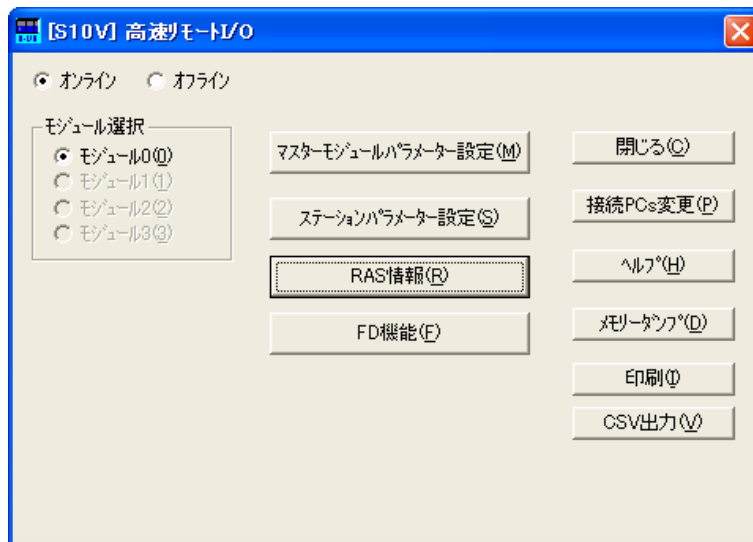 [S10V] 高速リモートI/O
オンライン オフライン
モジュール選択
モジュール0(0)
モジュール1(1)
モジュール2(2)
モジュール3(3)
マスターモジュールパラメーター設定(M)
ステーションパラメーター設定(S)
RAS情報(R)
FD機能(F)
閉じる(C)
接続PCs変更(P)
ヘルプ(H)
メモリーダンプ(D)
印刷(I)
CSV出力(V)